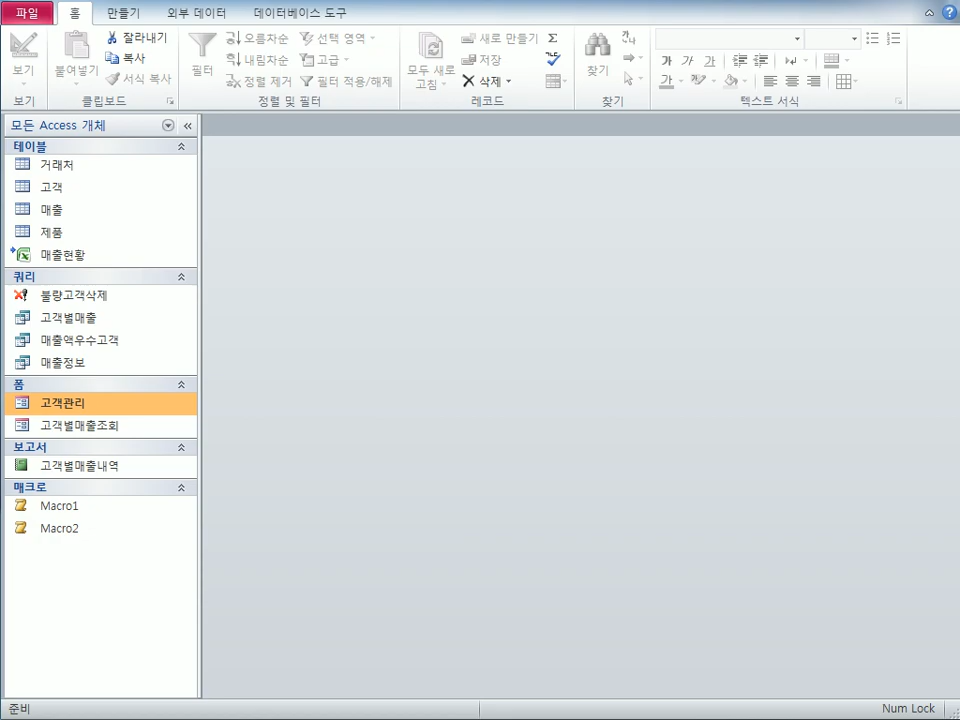 파일 홈 만들기 외부 데이터 데이터베이스 도구
잘라내기 오름차순 선택 영역 새로 만들기
복사 내림차순 고급 저장
보기 붙여넣기 서식 복사 필터 정렬 제거 필터 적용/해제 모두 새로 고침 삭제 찾기 가 가 가 가
보기 클립보드 정렬 및 필터 레코드 찾기 텍스트 서식
모든 Access 개체
테이블
거래처
고객
매출
제품
매출현황
쿼리
불량고객삭제
고객별매출
매출액우수고객
매출정보
폼
고객관리
고객별매출조회
보고서
고객별매출내역
매크로
Macro1
Macro2
준비 Num Lock